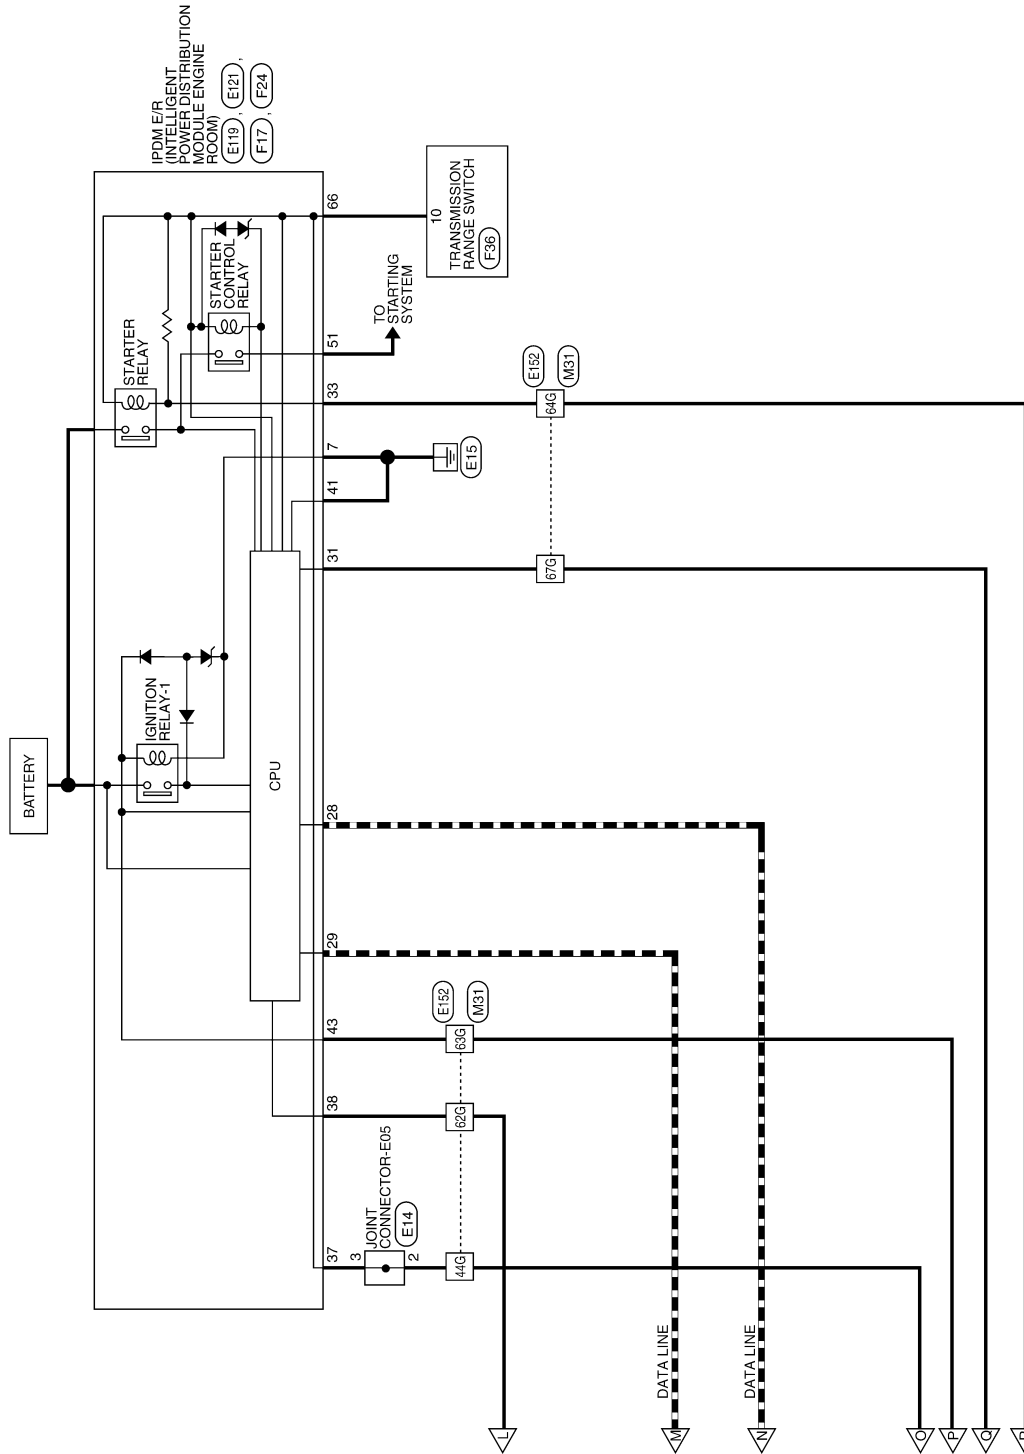 BATTERY
IPDM E/R
(INTELLIGENT
POWER DISTRIBUTION
MODULE ENGINE
ROOM)
E119 , E121 ,
F17 , F24
STARTER
RELAY
STARTER
CONTROL
RELAY
IGNITION
RELAY-1
CPU
37
38
43
29
28
31
41
7
33
51
66
TO
STARTING
SYSTEM
10
TRANSMISSION
RANGE SWITCH
F36
E15
JOINT
CONNECTOR-E05
E14
3
2
44G
62G
63G
E152
M31
67G
64G
E152
M31
DATA LINE
DATA LINE
L
M
N
O
P
Q